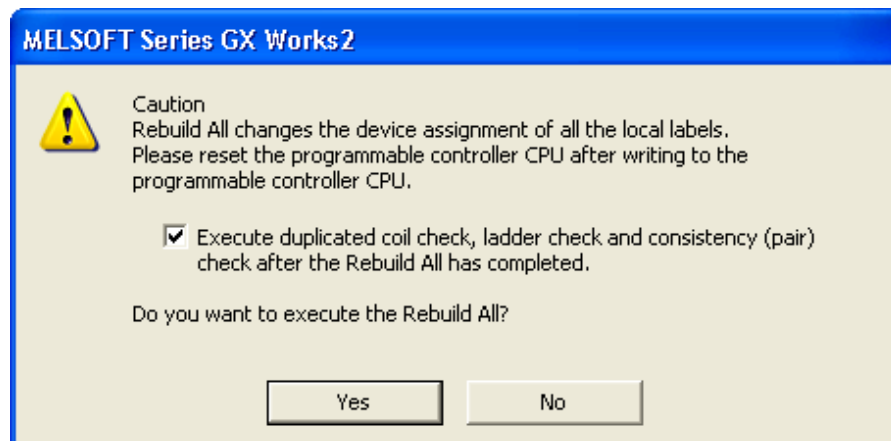 MELSOFT Series GX Works2
Caution
Rebuild All changes the device assignment of all the local labels.
Please reset the programmable controller CPU after writing to the
programmable controller CPU.
Execute duplicated coil check, ladder check and consistency (pair)
check after the Rebuild All has completed.
Do you want to execute the Rebuild All?
Yes No